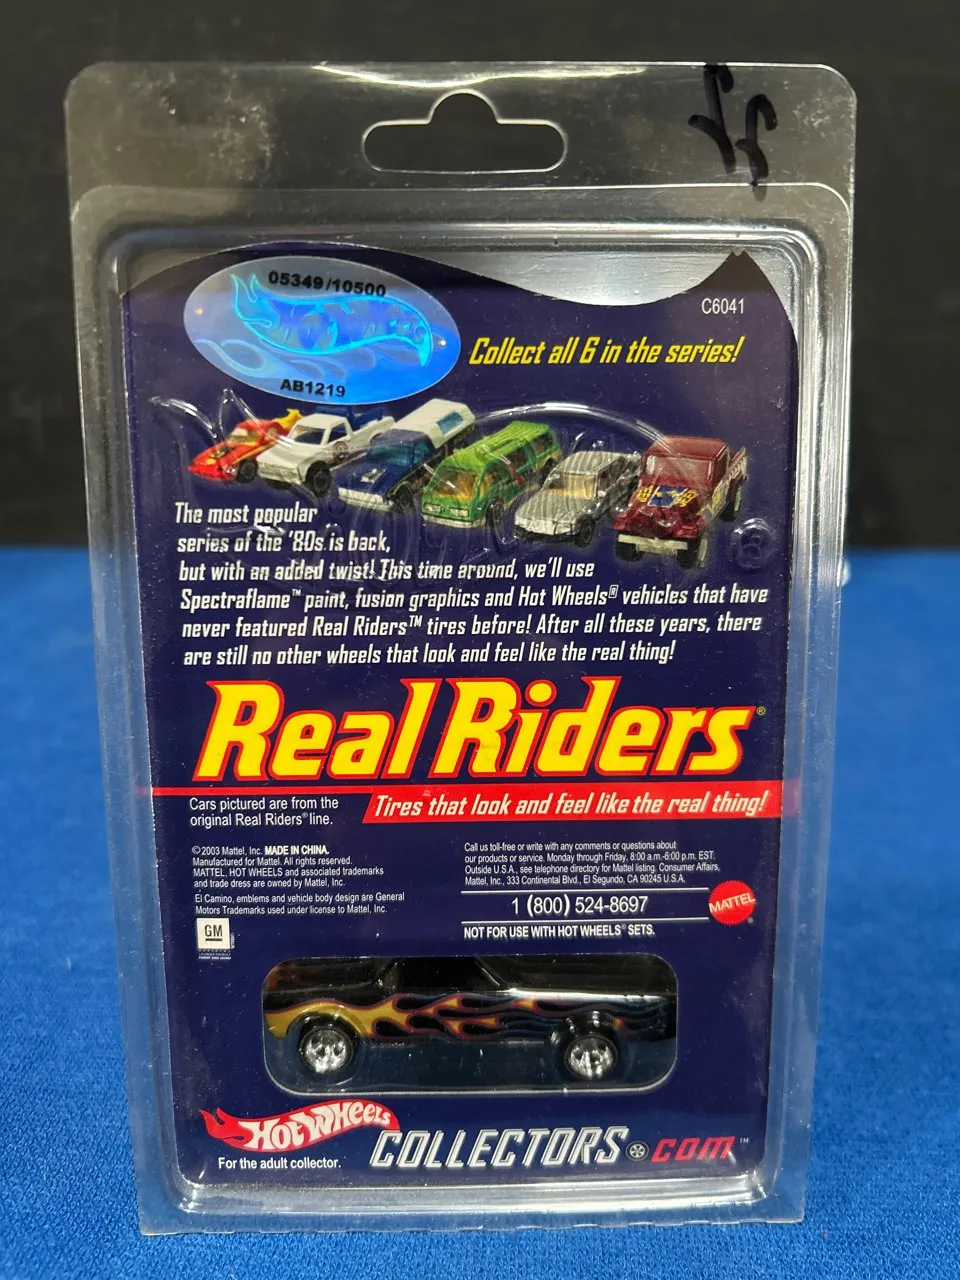 05349/10500
Hot Wheels
AB1219
C6041
Collect all 6 in the series!
The most popular
series of the '80s is back,
but with an added twist! This time around, we'll use
Spectraflame™ paint, fusion graphics and Hot Wheels® vehicles that have
never featured Real Riders™ tires before! After all these years, there
are still no other wheels that look and feel like the real thing!
Real Riders®
Cars pictured are from the
original Real Riders® line.
Tires that look and feel like the real thing!
©2003 Mattel, Inc. MADE IN CHINA.
Manufactured for Mattel. All rights reserved.
MATTEL, HOT WHEELS and associated trademarks
and trade dress are owned by Mattel, Inc.
El Camino, emblems and vehicle body design are General
Motors Trademarks used under license to Mattel, Inc.
GM
Call us toll-free or write with any comments or questions about
our products or service. Monday through Friday, 8:00 a.m.-6:00 p.m. EST.
Outside U.S.A., see telephone directory for Mattel listing. Consumer Affairs,
Mattel, Inc., 333 Continental Blvd., El Segundo, CA 90245 U.S.A.
1 (800) 524-8697
MATTEL®
NOT FOR USE WITH HOT WHEELS® SETS.
Hot Wheels
For the adult collector.
COLLECTORS.COM™